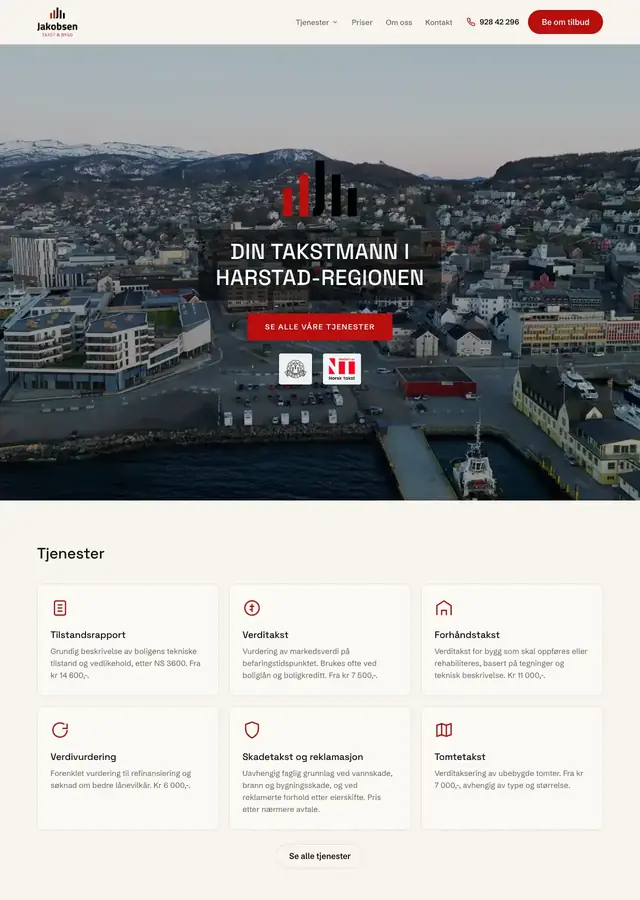 Jakobsen
TAKST & BYGG
Tjenester
Priser
Om oss
Kontakt
928 42 296
Be om tilbud
DIN TAKSTMANN I
HARSTAD-REGIONEN
SE ALLE VÅRE TJENESTER
Norsk takst
Tjenester
Tilstandsrapport
Grundig beskrivelse av boligens tekniske
tilstand og vedlikehold, etter NS 3600. Fra
kr 14 600,-.
Verditakst
Vurdering av markedsverdi på
befaringstidspunktet. Brukes ofte ved
boliglån og boligkreditt. Fra kr 7 500,-.
Forhåndstakst
Verditakst for bygg som skal oppføres eller
rehabiliteres, basert på tegninger og
teknisk beskrivelse. Kr 11 000,-.
Verdivurdering
Forenklet vurdering til refinansiering og
søknad om bedre lånevilkår. Kr 6 000,-.
Skadetakst og reklamasjon
Uavhengig faglig grunnlag ved vannskade,
brann og bygningsskade, og ved
reklamerte forhold etter eierskifte. Pris
etter nærmere avtale.
Tomtetakst
Verditaksering av ubebygde tomter. Fra kr
7 000,-, avhengig av type og størrelse.
Se alle tjenester